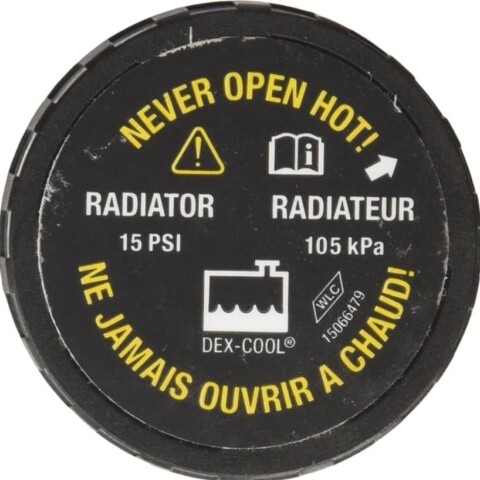 NEVER OPEN HOT!
RADIATOR RADIATEUR
15 PSI 105 kPa
WLC
15066479
DEX-COOL®
NE JAMAIS OUVRIR A CHAUD!